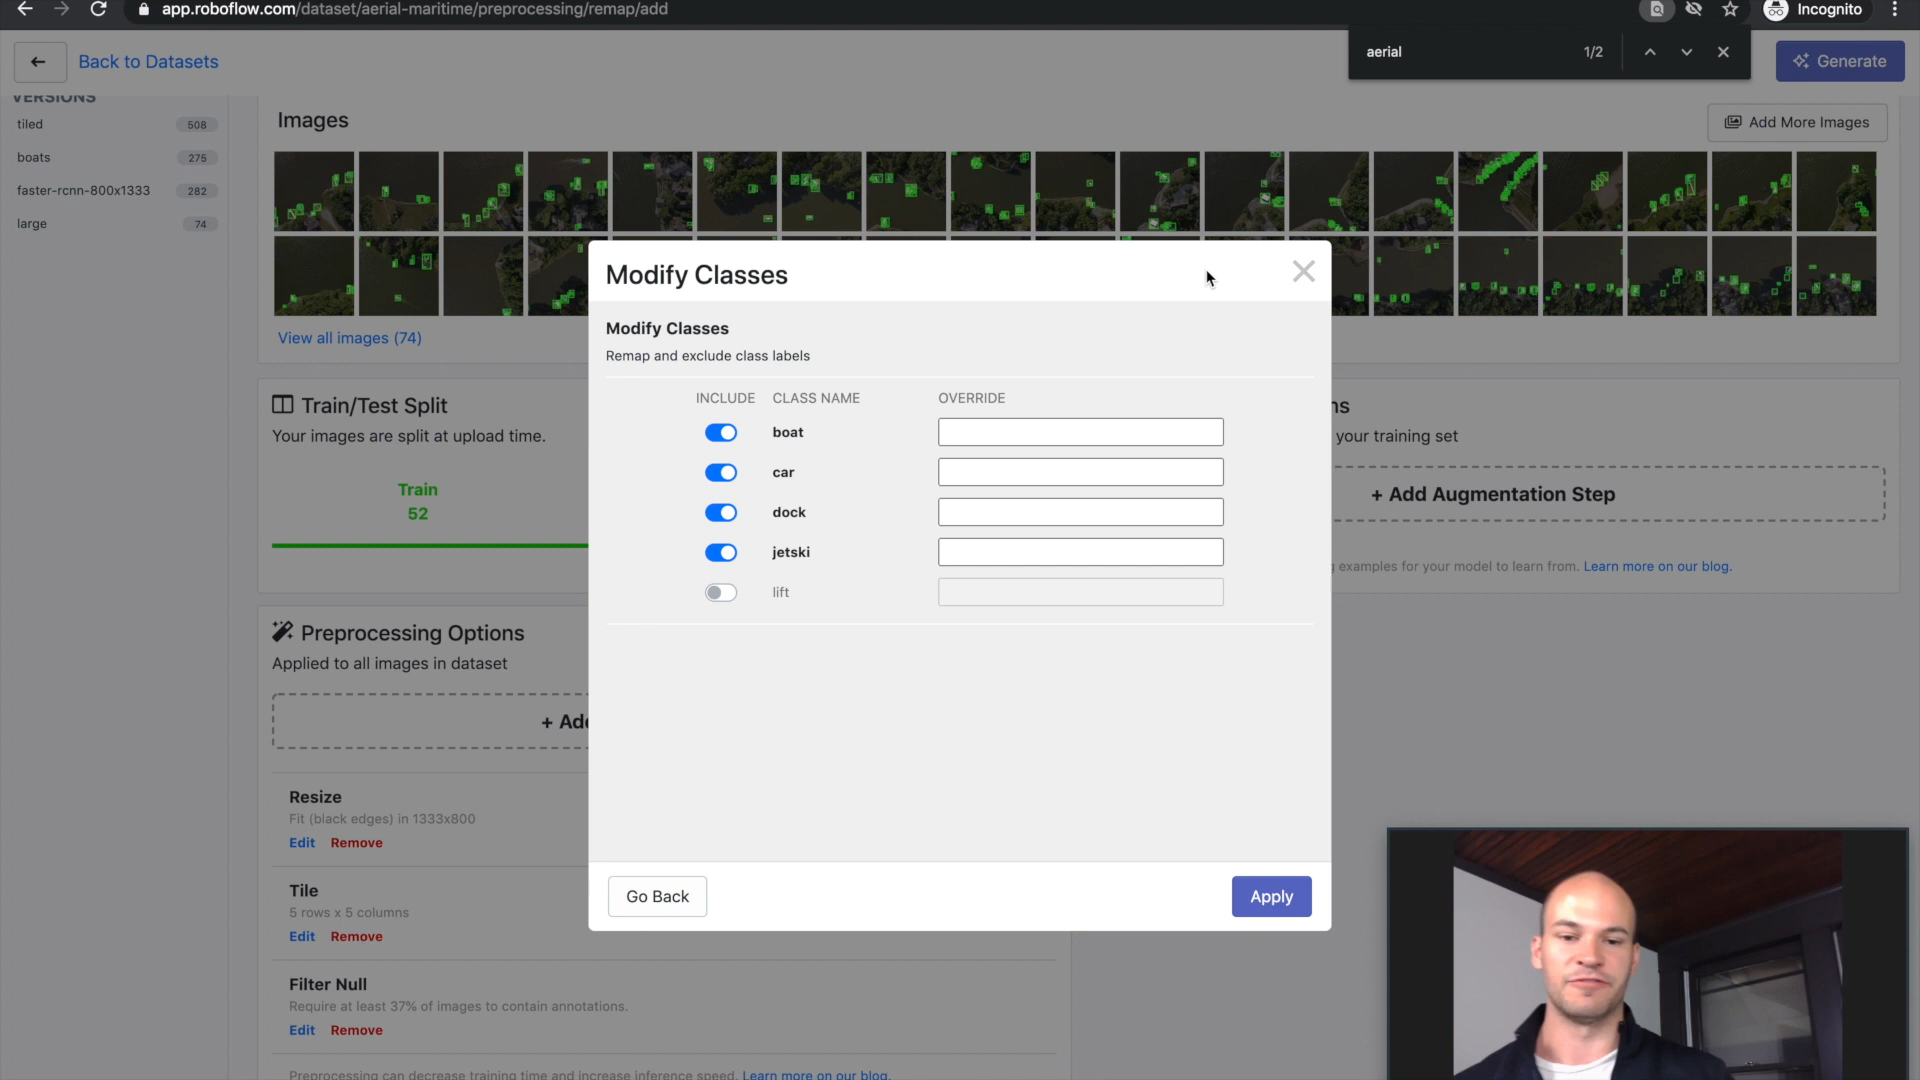 app.roboflow.com/dataset/aerial-maritime/preprocessing/remap/add
Incognito
aerial 1/2
Back to Datasets
Generate
VERSIONS
tiled 508
boats 275
faster-rcnn-800x1333 282
large 74
Images
Add More Images
View all images (74)
Modify Classes
Modify Classes
Remap and exclude class labels
INCLUDE CLASS NAME OVERRIDE
boat
car
dock
jetski
lift
Go Back
Apply
Train/Test Split
Your images are split at upload time.
Train
52
your training set
+ Add Augmentation Step
examples for your model to learn from. Learn more on our blog.
Preprocessing Options
Applied to all images in dataset
+ Add
Resize
Fit (black edges) in 1333x800
Edit Remove
Tile
5 rows x 5 columns
Edit Remove
Filter Null
Require at least 37% of images to contain annotations.
Edit Remove
Preprocessing can decrease training time and increase inference speed. Learn more on our blog.